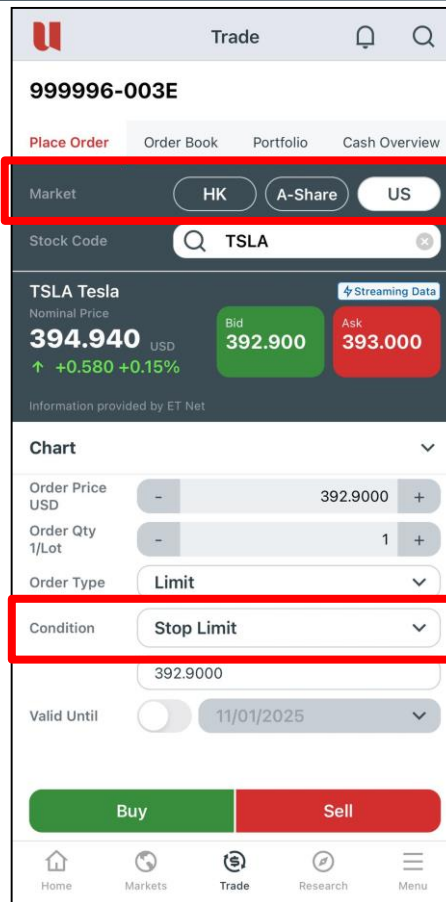 Trade
999996-003E
Place Order Order Book Portfolio Cash Overview
Market HK A-Share US
Stock Code TSLA
TSLA Tesla Streaming Data
Nominal Price
394.940 USD
Bid
392.900
Ask
393.000
↑ +0.580 +0.15%
Information provided by ET Net
Chart
Order Price
USD
- 392.9000 +
Order Qty
1/Lot
- 1 +
Order Type Limit
Condition Stop Limit
392.9000
Valid Until 11/01/2025
Buy Sell
Home Markets Trade Research Menu